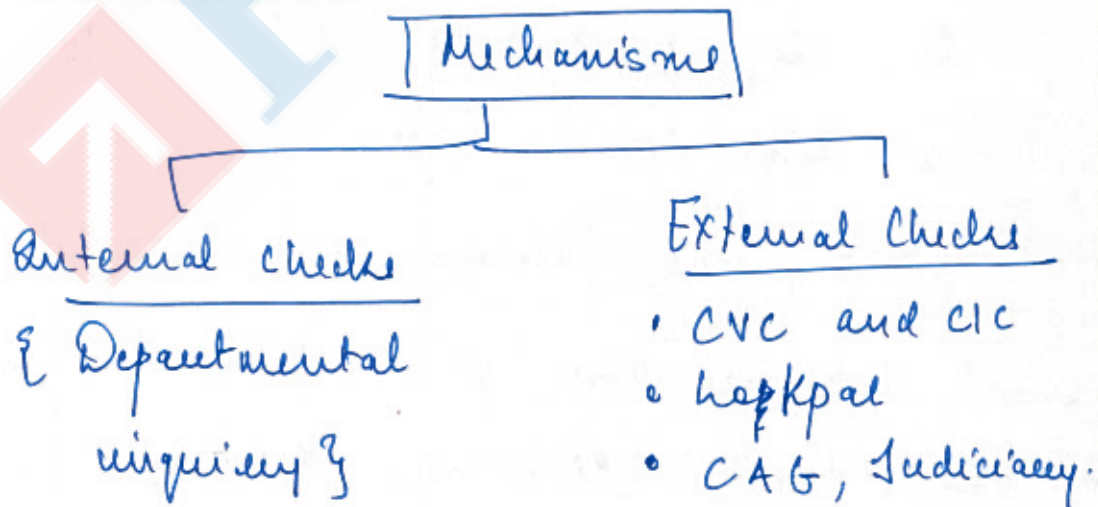 Mechanisms
Internal checks
{ Departmental
inquiry }
External Checks
• CVC and CIC
• Lokpal
• CAG, Judiciary.